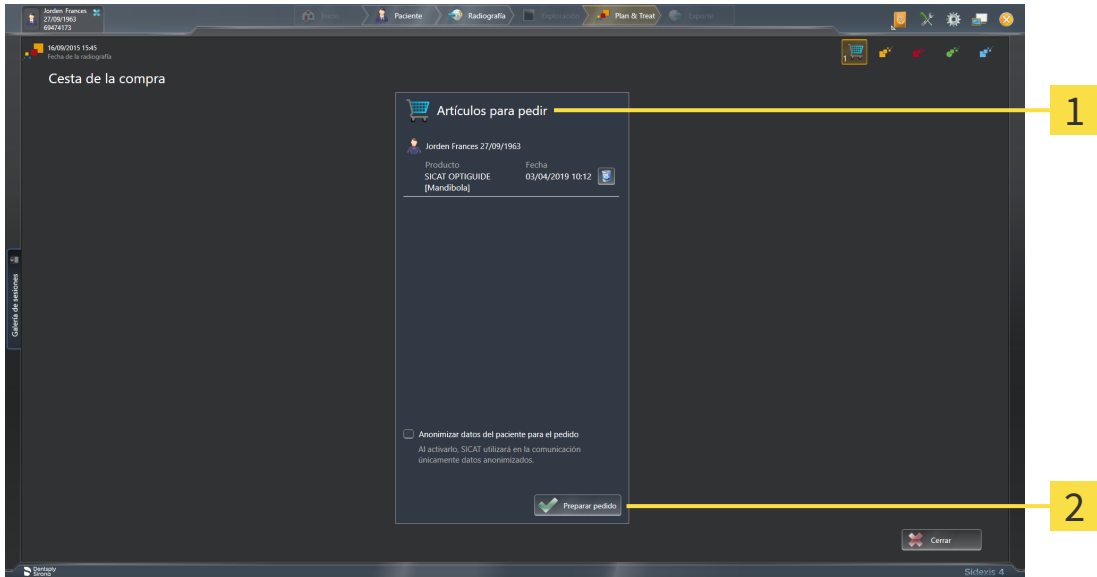 Jorden Frances
27/09/1963
69474173
Inicio
Paciente
Radiografía
Exploración
Plan & Treat
Exporte
16/09/2015 15:45
Fecha de la radiografía
1
Cesta de la compra
Artículos para pedir
1
Jorden Frances 27/09/1963
Producto
Fecha
SICAT OPTIGUIDE
03/04/2019 10:12
[Mandibola]
Galería de sesiones
Anonimizar datos del paciente para el pedido
Al activarlo, SICAT utilizará en la comunicación
únicamente datos anonimizados.
Preparar pedido
2
Cerrar
Dentsply
Sirona
Sidexis 4